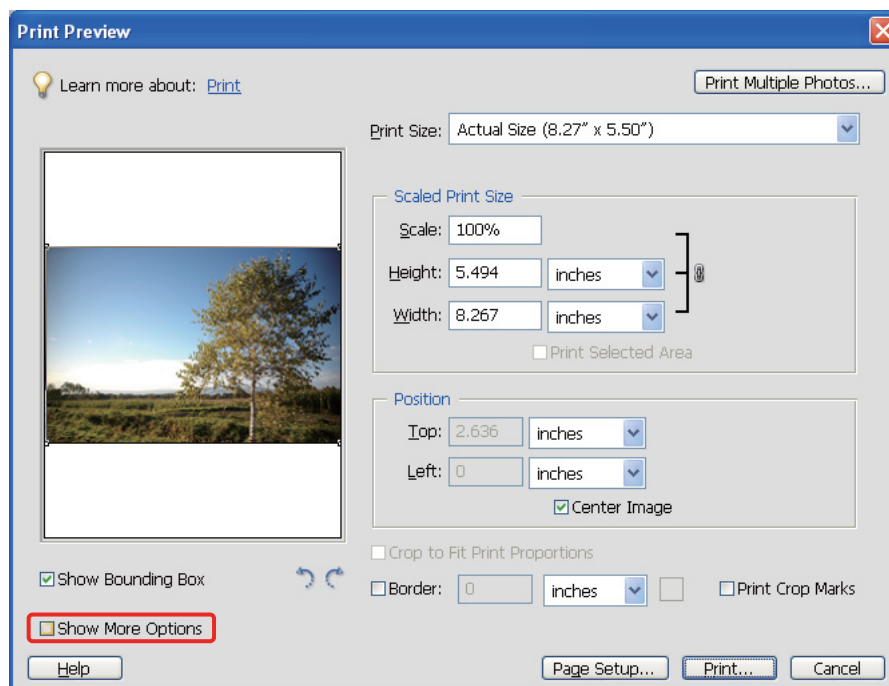 Print Preview
Learn more about: Print
Print Multiple Photos...
Print Size: Actual Size (8.27" x 5.50")
Scaled Print Size
Scale: 100%
Height: 5.494 inches
Width: 8.267 inches
Print Selected Area
Position
Top: 2.636 inches
Left: 0 inches
Center Image
Crop to Fit Print Proportions
Show Bounding Box
Border: 0 inches Print Crop Marks
Show More Options
Help Page Setup... Print... Cancel